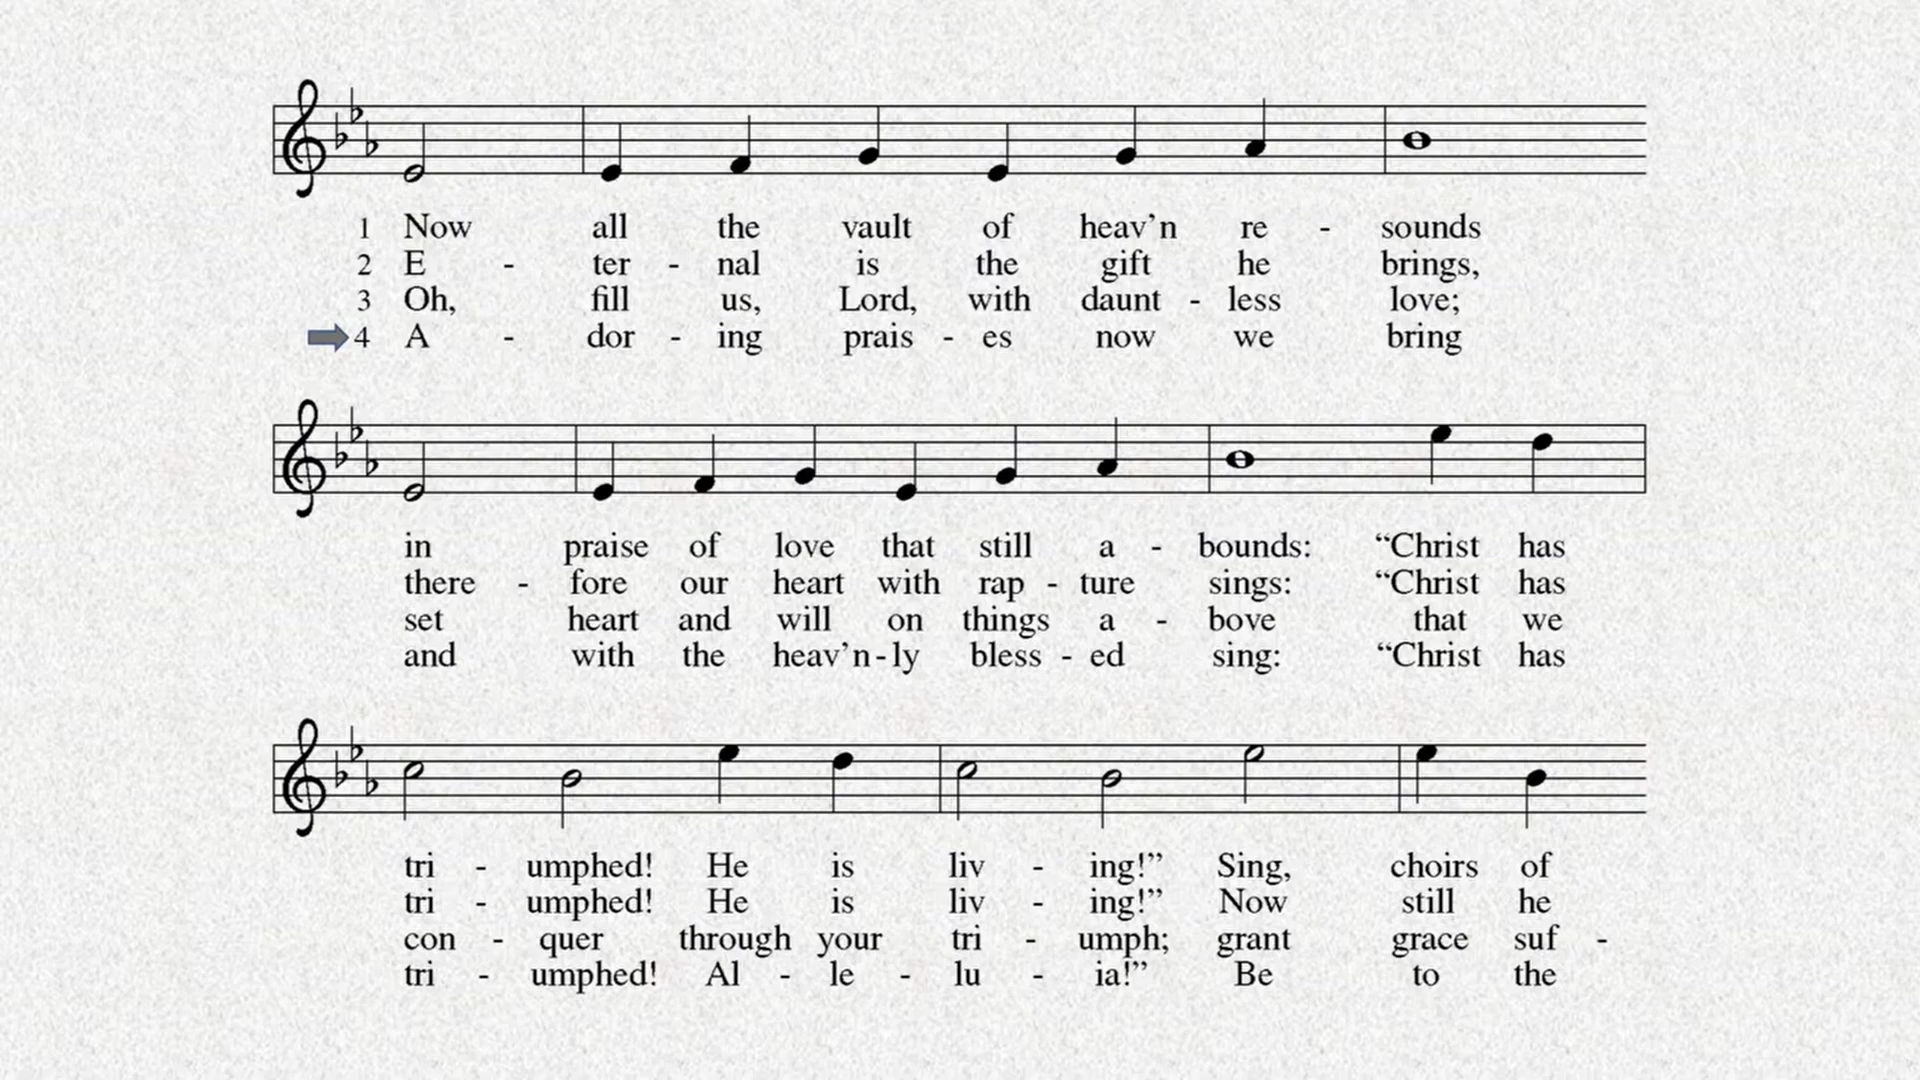 1 Now all the vault of heav’n re - sounds
2 E - ter - nal is the gift he brings,
3 Oh, fill us, Lord, with daunt - less love;
4 A - dor - ing prais - es now we bring
in praise of love that still a - bounds: “Christ has
there - fore our heart with rap - ture sings: “Christ has
set heart and will on things a - bove that we
and with the heav’n - ly bless - ed sing: “Christ has
tri - umphed! He is liv - ing!” Sing, choirs of
tri - umphed! He is liv - ing!” Now still he
con - quer through your tri - umph; grant grace suf -
tri - umphed! Al - le - lu - ia!” Be to the